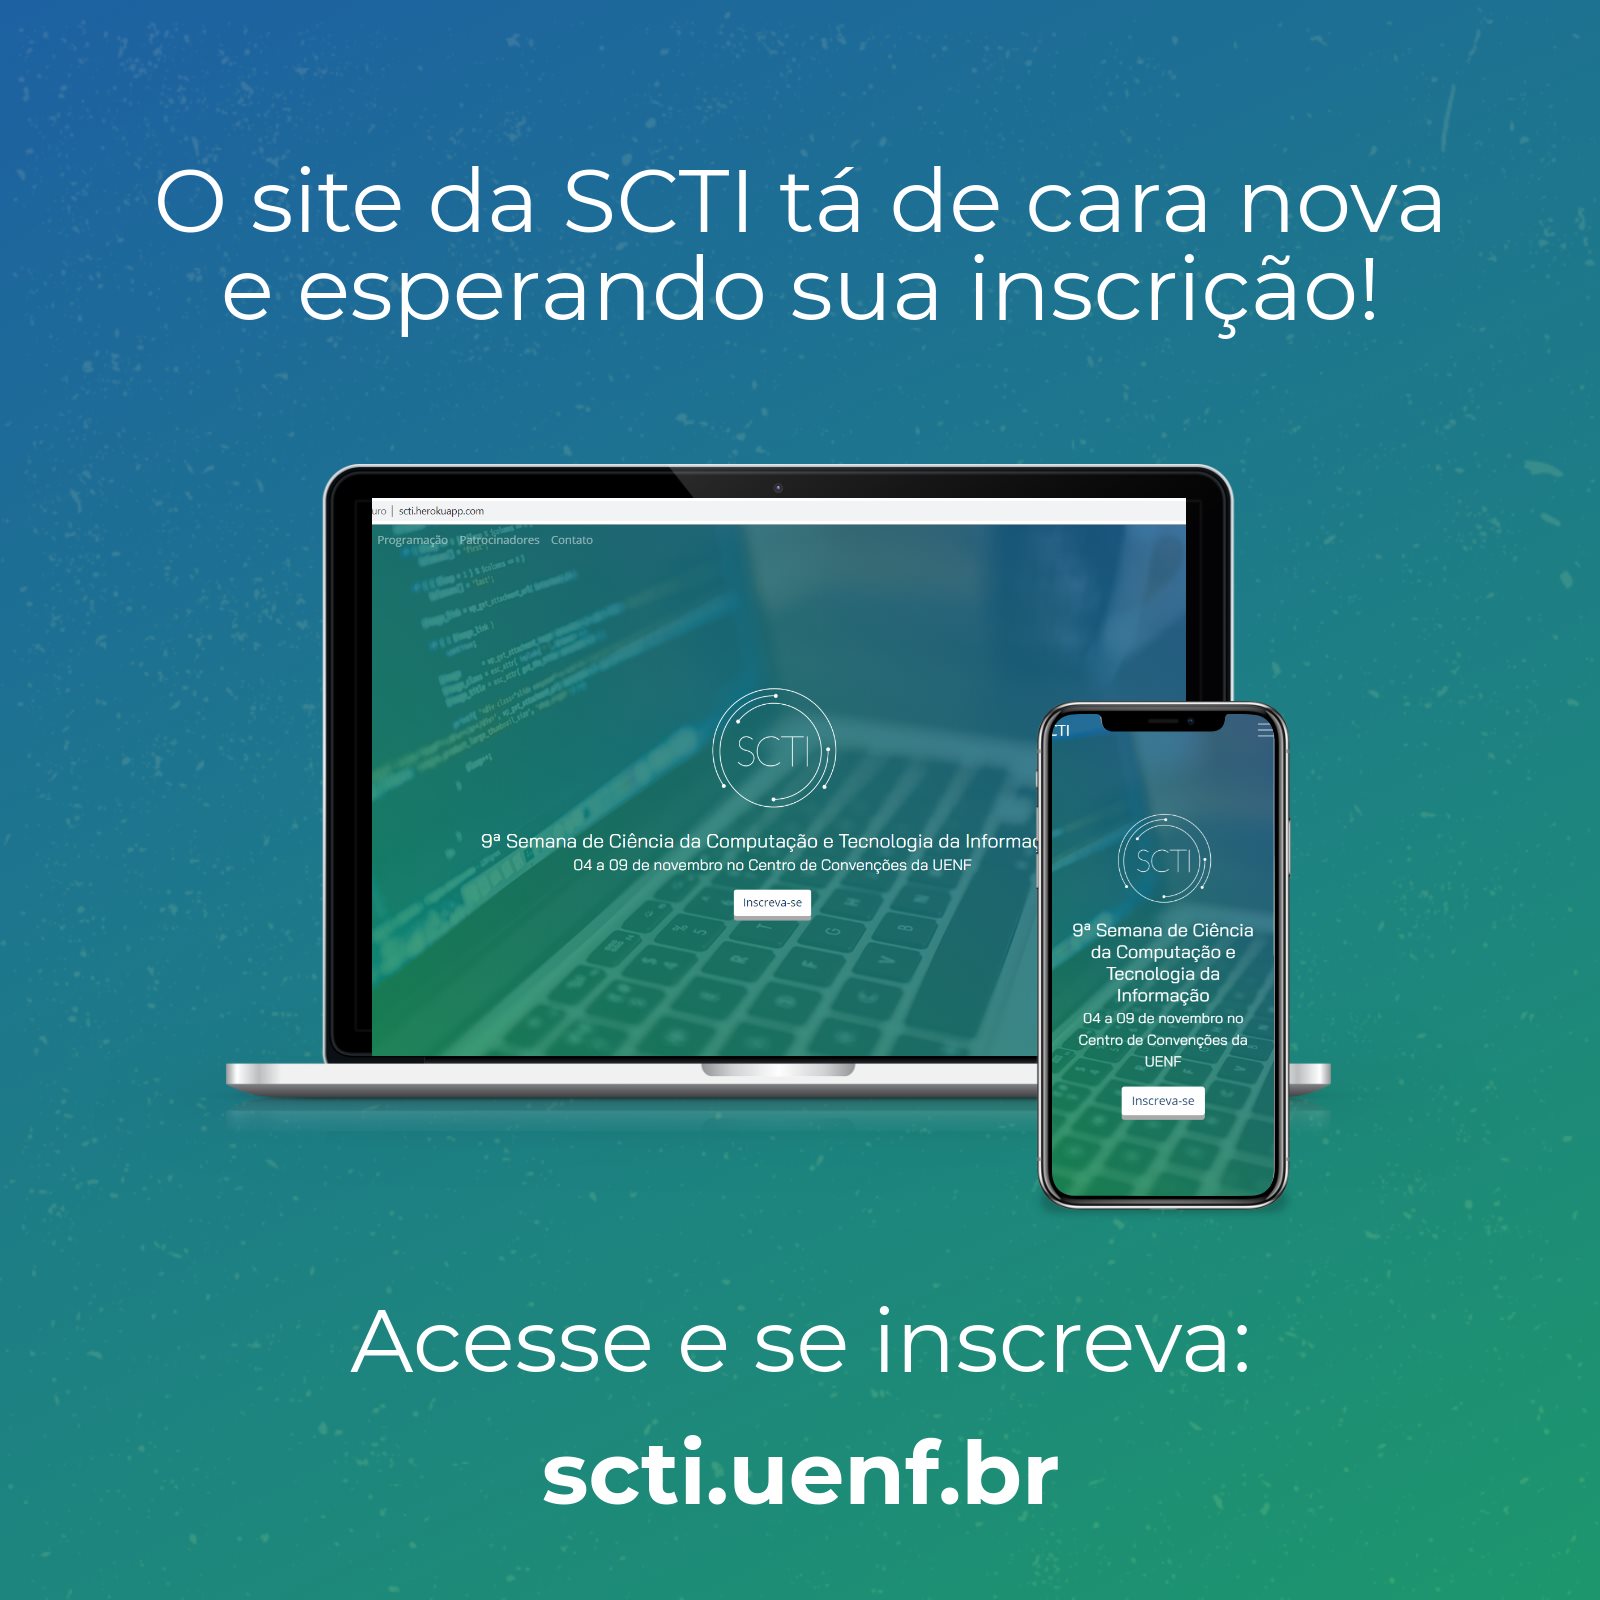 O site da SCTI tá de cara nova
e esperando sua inscrição!
scti.herokuapp.com
Programação Patrocinadores Contato
SCTI
9ª Semana de Ciência da Computação e Tecnologia da
04 a 09 de novembro no Centro de Convenções da UENF
Inscreva-se
SCTI
9ª Semana de Ciência
da Computação e
Tecnologia da
Informação
04 a 09 de novembro no
Centro de Convenções da
UENF
Inscreva-se
Acesse e se inscreva:
scti.uenf.br